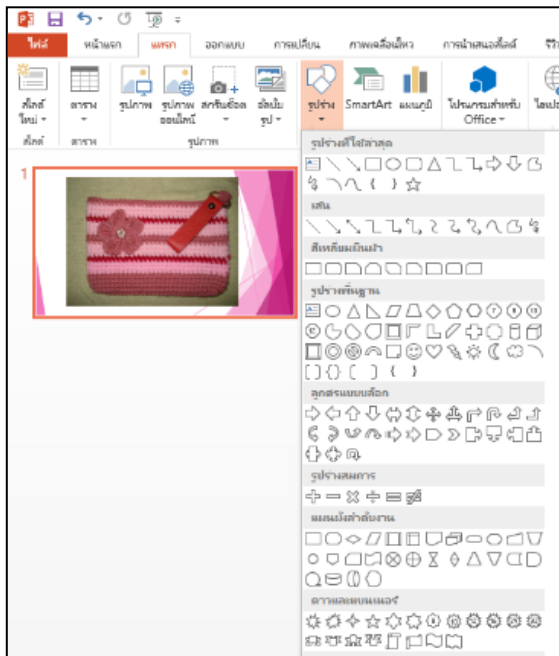 ไฟล์ หน้าแรก แทรก ออกแบบ การเปลี่ยน ภาพเคลื่อนไหว การนำเสนอสไลด์
สไลด์ ตาราง รูปภาพ รูปภาพ สกรีนช็อต อัลบั้ม รูปร่าง SmartArt แผนภูมิ โปรแกรมสำหรับ
ใหม่ ออนไลน์ รูป Office
สไลด์ ตาราง รูปภาพ
รูปร่างที่ใช้ล่าสุด
1
เส้น
สี่เหลี่ยมผืนผ้า
รูปร่างพื้นฐาน
ลูกศรแบบบล็อก
รูปร่างสมการ
แผนผังลำดับงาน
ดาวและแบนเนอร์